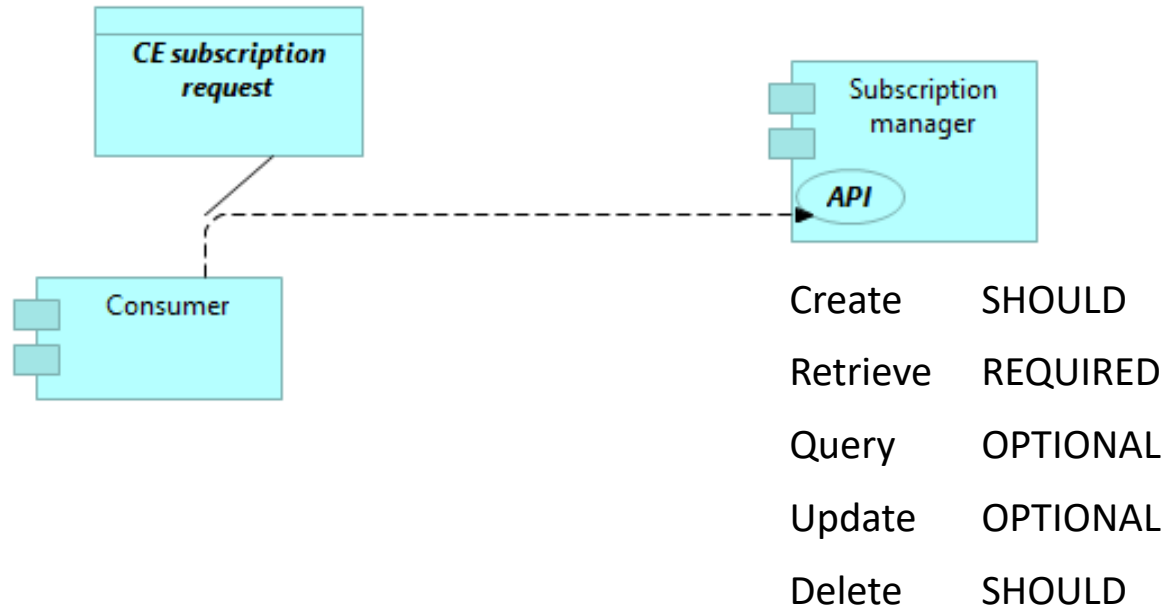 CE subscription
request
Subscription
manager
API
Consumer
Create SHOULD
Retrieve REQUIRED
Query OPTIONAL
Update OPTIONAL
Delete SHOULD